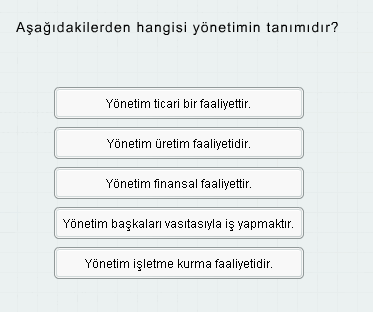 Aşağıdakilerden hangisi yönetimin tanımıdır?
Yönetim ticari bir faaliyettir.
Yönetim üretim faaliyetidir.
Yönetim finansal faaliyettir.
Yönetim başkaları vasıtasıyla iş yapmaktır.
Yönetim işletme kurma faaliyetidir.